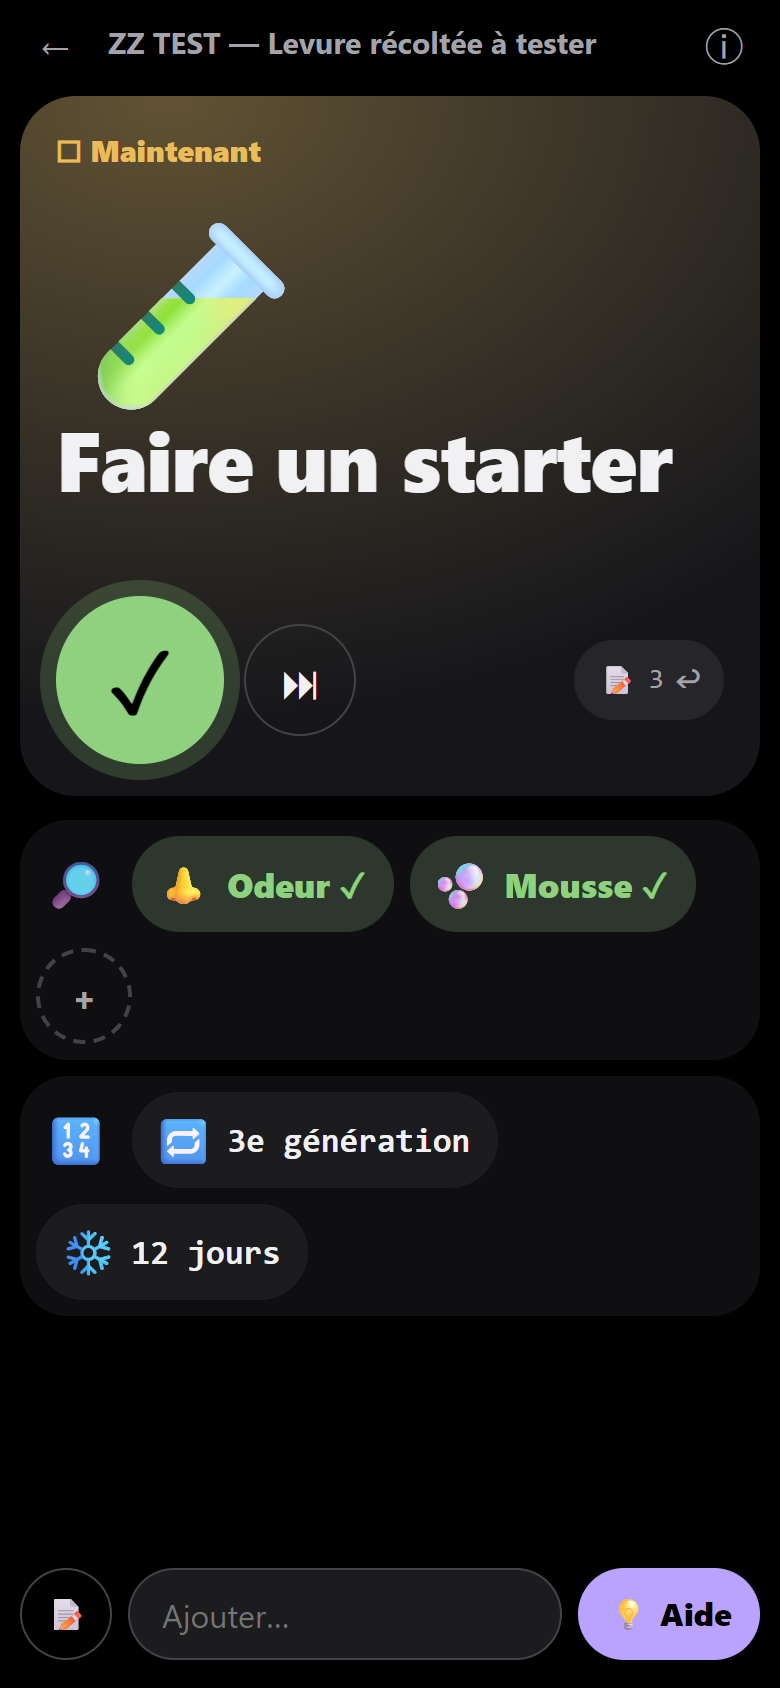 ← ZZ TEST — Levure récoltée à tester ⓘ
☐ Maintenant
Faire un starter
✓ ⏭ 📝 3 ↩
🔎 👃 Odeur ✓ 🫧 Mousse ✓
+
🔢 🔁 3e génération
❄ 12 jours
📝 Ajouter… 💡 Aide